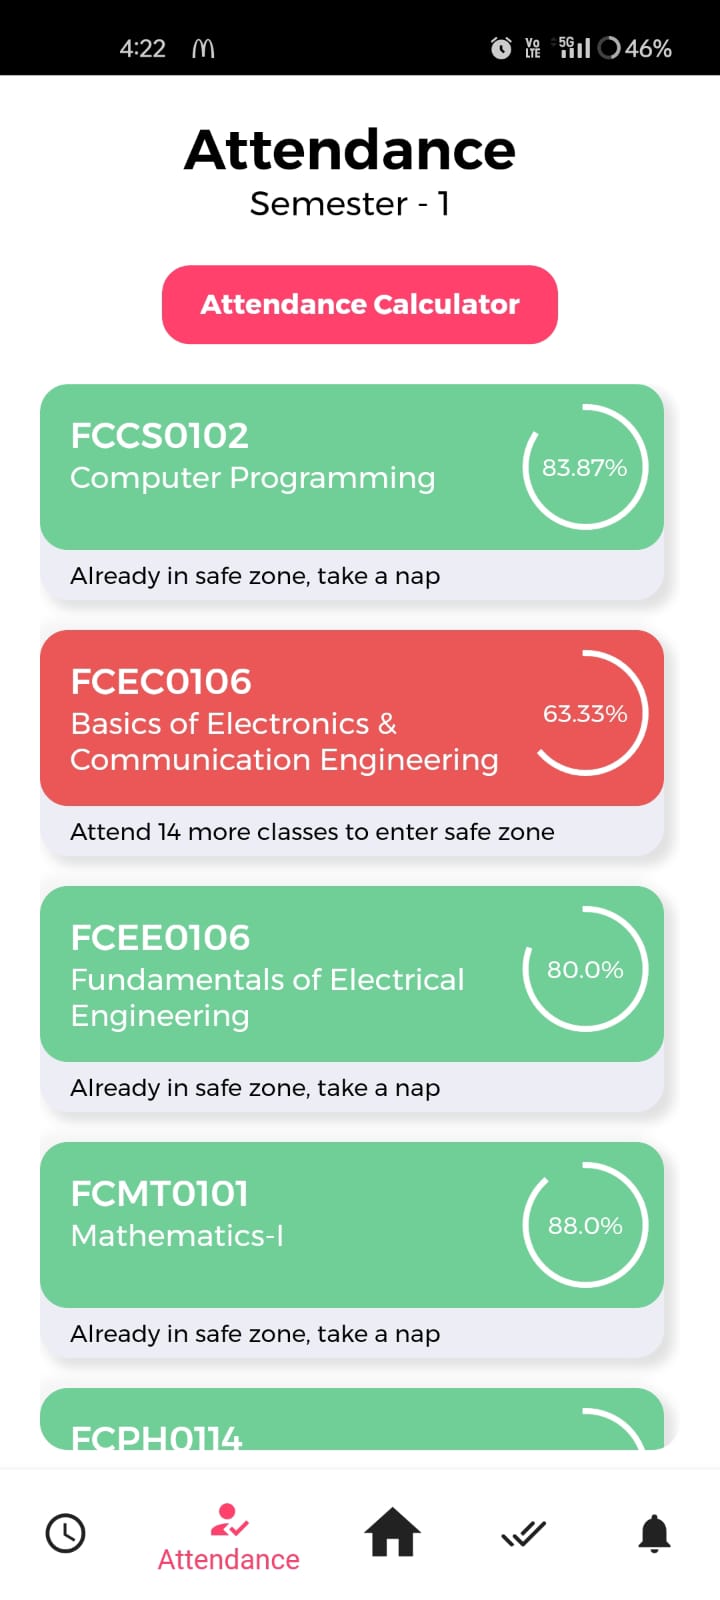 4:22
Vo LTE 5G 46%
Attendance
Semester - 1
Attendance Calculator
FCCS0102
Computer Programming
83.87%
Already in safe zone, take a nap
FCEC0106
Basics of Electronics &
Communication Engineering
63.33%
Attend 14 more classes to enter safe zone
FCEE0106
Fundamentals of Electrical
Engineering
80.0%
Already in safe zone, take a nap
FCMT0101
Mathematics-I
88.0%
Already in safe zone, take a nap
FCPH0114
Attendance